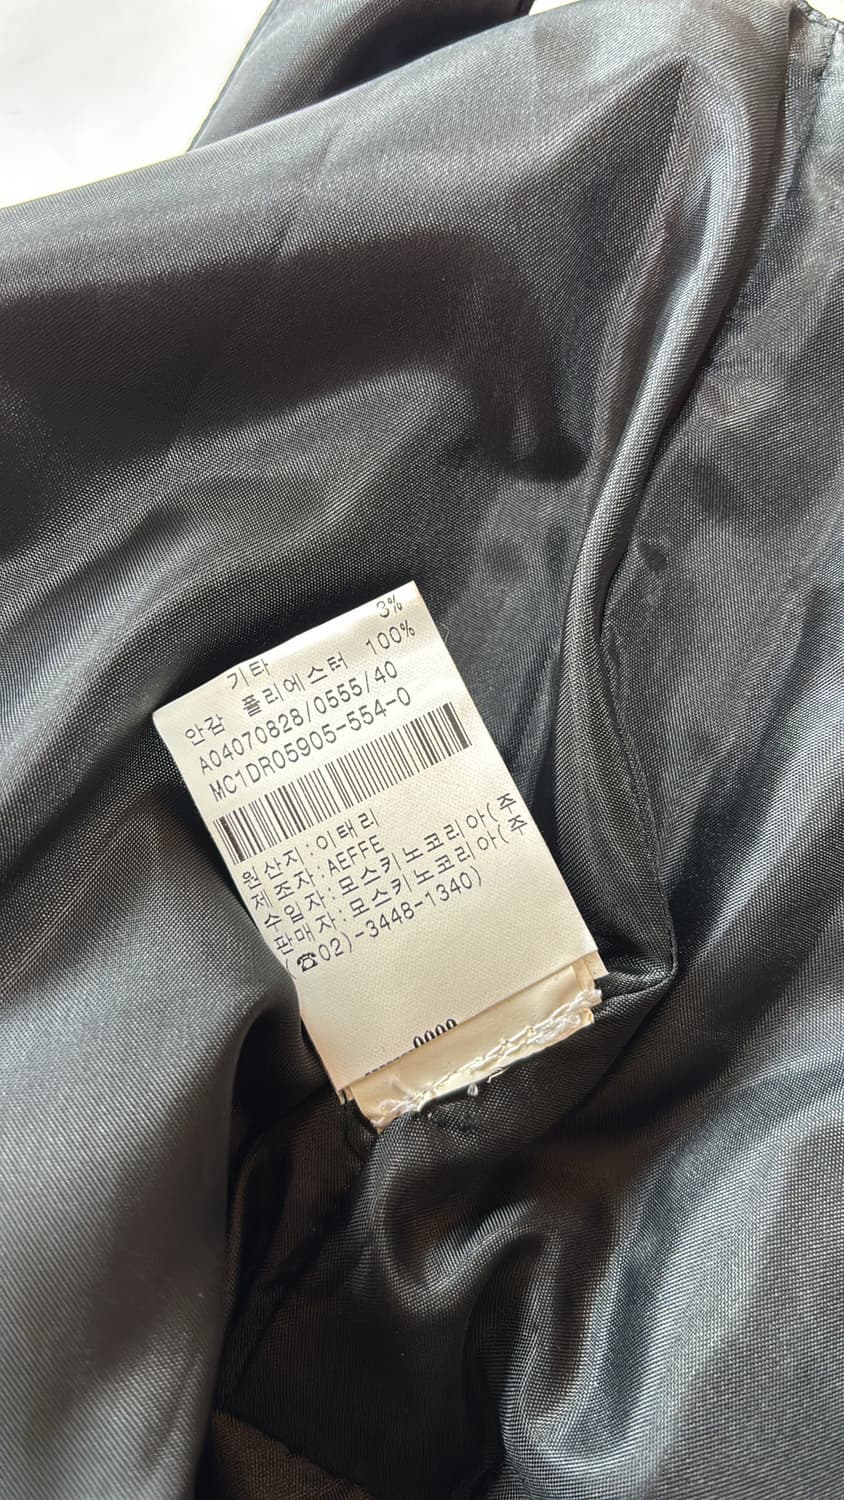 3%
기타
안감 폴리에스터 100%
A04070828/0555/40
MC1DR05905-554-0
원산지:이태리
제조자:AEFFE
수입자:모스키노코리아(주
판매자:모스키노코리아(주
(☎02)-3448-1340)